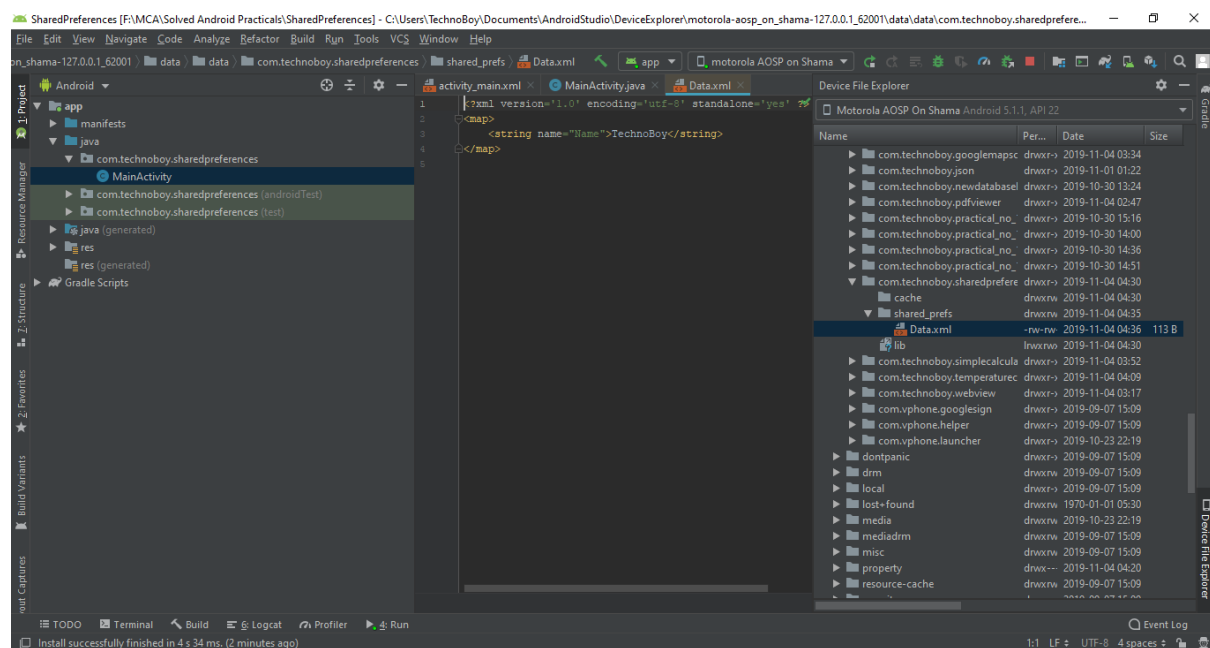 SharedPreferences [F:\MCA\Solved Android Practicals\SharedPreferences] - C:\Users\TechnoBoy\Documents\AndroidStudio\DeviceExplorer\motorola-aosp_on_shama-127.0.0.1_62001\data\data\com.technoboy.sharedprefere...
File Edit View Navigate Code Analyze Refactor Build Run Tools VCS Window Help
on_shama-127.0.0.1_62001 data data com.technoboy.sharedpreferences shared_prefs Data.xml app motorola AOSP on Shama
1: Project
Resource Manager
Z: Structure
2: Favorites
Build Variants
yout Captures
Android
app
manifests
java
com.technoboy.sharedpreferences
MainActivity
com.technoboy.sharedpreferences (androidTest)
com.technoboy.sharedpreferences (test)
java (generated)
res
res (generated)
Gradle Scripts
activity_main.xml MainActivity.java Data.xml
1 <?xml version='1.0' encoding='utf-8' standalone='yes' ?>
2 <map>
3 <string name="Name">TechnoBoy</string>
4 </map>
5
Device File Explorer
Motorola AOSP On Shama Android 5.1.1, API 22
Name Per... Date Size
com.technoboy.googlemapsc drwxr-x 2019-11-04 03:34
com.technoboy.json drwxr-x 2019-11-01 01:22
com.technoboy.newdatabasel drwxr-x 2019-10-30 13:24
com.technoboy.pdfviewer drwxr-x 2019-11-04 02:47
com.technoboy.practical_no_ drwxr-x 2019-10-30 15:16
com.technoboy.practical_no_ drwxr-x 2019-10-30 14:00
com.technoboy.practical_no_ drwxr-x 2019-10-30 14:36
com.technoboy.practical_no_ drwxr-x 2019-10-30 14:51
com.technoboy.sharedprefere drwxr-x 2019-11-04 04:30
cache drwxrw 2019-11-04 04:30
shared_prefs drwxrw 2019-11-04 04:35
Data.xml -rw-rw- 2019-11-04 04:36 113 B
lib lrwxrwx 2019-11-04 04:30
com.technoboy.simplecalcula drwxr-x 2019-11-04 03:52
com.technoboy.temperaturec drwxr-x 2019-11-04 04:09
com.technoboy.webview drwxr-x 2019-11-04 03:17
com.vphone.googlesign drwxr-x 2019-09-07 15:09
com.vphone.helper drwxr-x 2019-09-07 15:09
com.vphone.launcher drwxr-x 2019-10-23 22:19
dontpanic drwxr-x 2019-09-07 15:09
drm drwxrw 2019-09-07 15:09
local drwxr-x 2019-09-07 15:09
lost+found drwxrw 1970-01-01 05:30
media drwxrw 2019-10-23 22:19
mediadrm drwxrw 2019-09-07 15:09
misc drwxrw 2019-09-07 15:09
property drwx--- 2019-11-04 04:20
resource-cache drwxrw 2019-09-07 15:09
Gradle
Device File Explorer
TODO Terminal Build 6: Logcat Profiler 4: Run Event Log
Install successfully finished in 4 s 34 ms. (2 minutes ago) 1:1 LF UTF-8 4 spaces